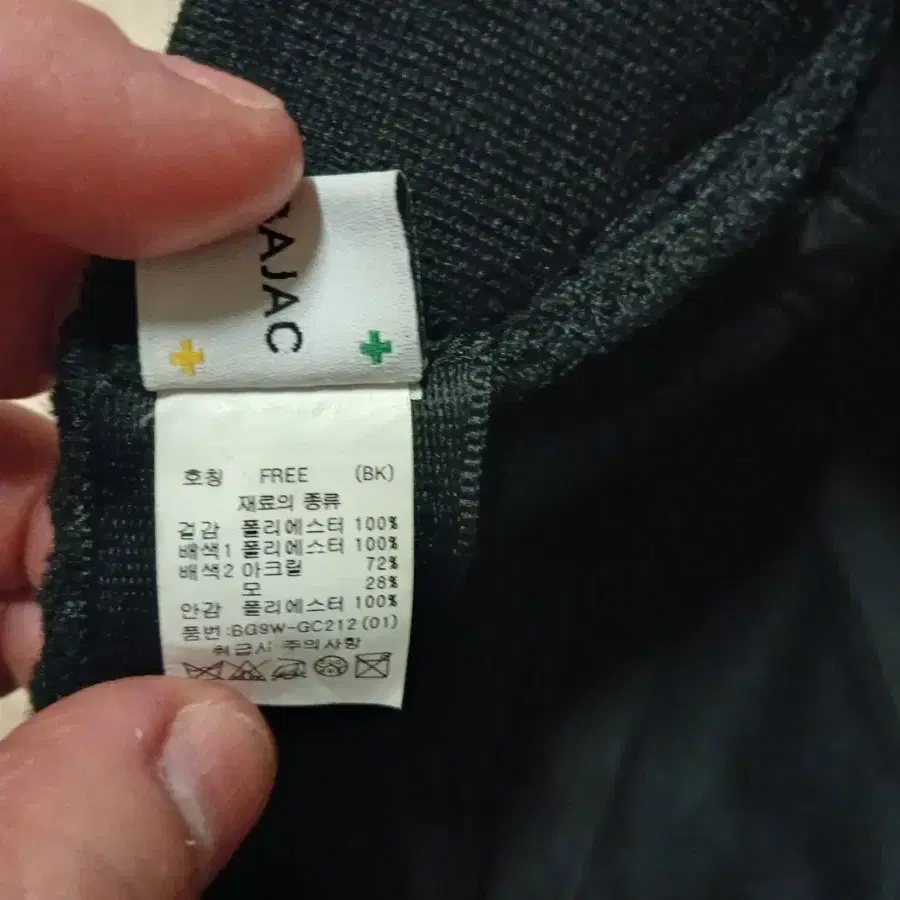 AJAC
호칭 FREE (BK)
재료의 종류
겉감 폴리에스터 100%
배색1 폴리에스터 100%
배색2 아크릴 72%
모 28%
안감 폴리에스터 100%
품번:BG9W-GC212(01)
취급시 주의사항